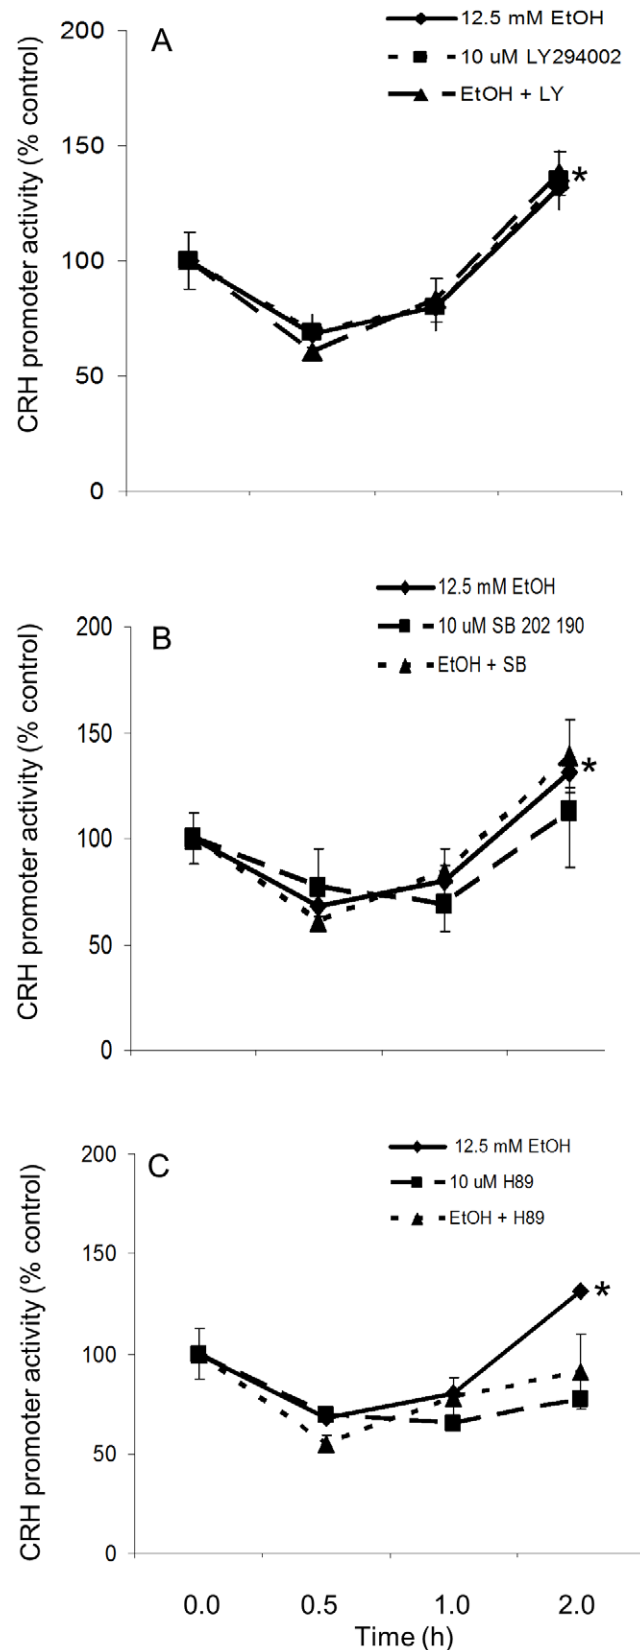 A
12.5 mM EtOH
10 uM LY294002
EtOH + LY
CRH promoter activity (% control)
200
150
100
50
0
*
B
12.5 mM EtOH
10 uM SB 202 190
EtOH + SB
CRH promoter activity (% control)
200
150
100
50
0
*
C
12.5 mM EtOH
10 uM H89
EtOH + H89
CRH promoter activity (% control)
200
150
100
50
0
*
0.0 0.5 1.0 2.0
Time (h)